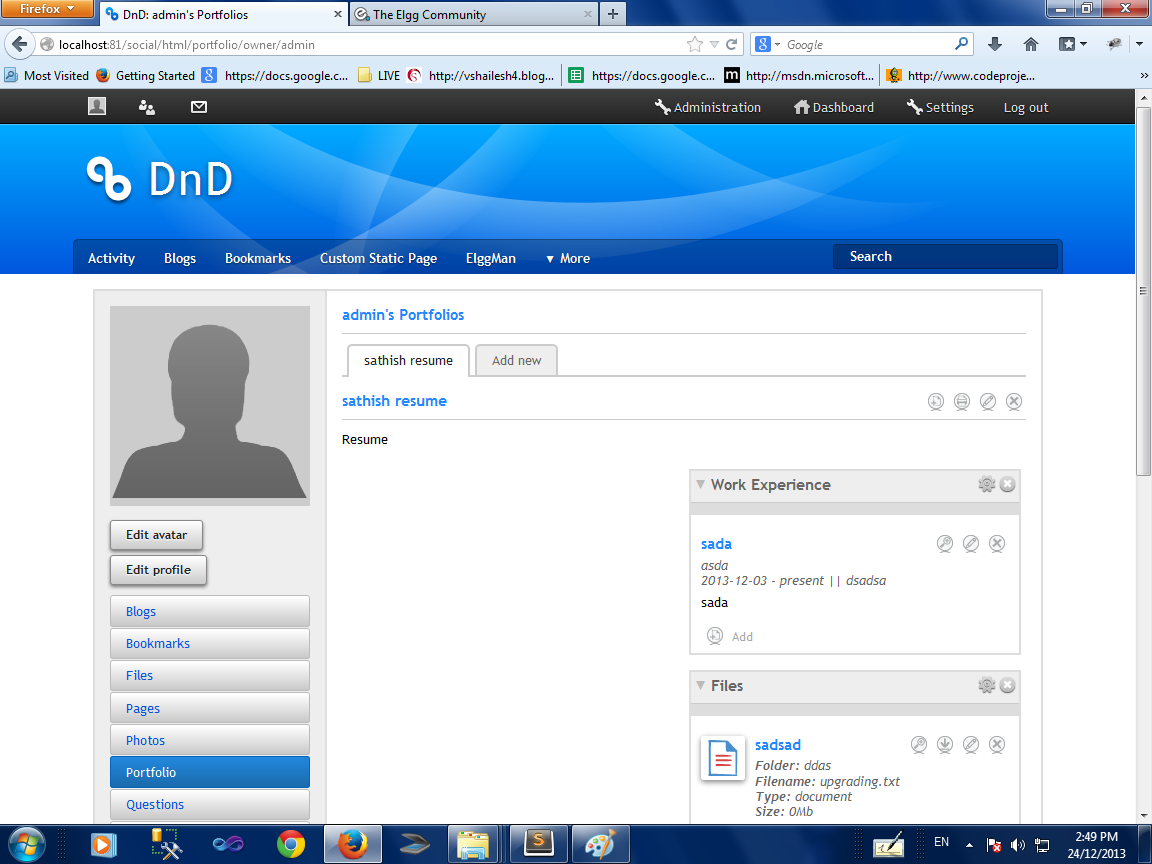 Firefox
DnD: admin's Portfolios
The Elgg Community
localhost:81/social/html/portfolio/owner/admin
Google
Most Visited
Getting Started
https://docs.google.c...
LIVE
http://vshailesh4.blog...
https://docs.google.c...
http://msdn.microsoft...
http://www.codeproje...
Administration
Dashboard
Settings
Log out
DnD
Activity
Blogs
Bookmarks
Custom Static Page
ElggMan
▼ More
Search
admin's Portfolios
sathish resume
Add new
sathish resume
Resume
Edit avatar
Edit profile
Blogs
Bookmarks
Files
Pages
Photos
Portfolio
Questions
Work Experience
sada
asda
2013-12-03 - present || dsadsa
sada
Add
Files
sadsad
Folder: ddas
Filename: upgrading.txt
Type: document
Size: 0Mb
EN
2:49 PM
24/12/2013